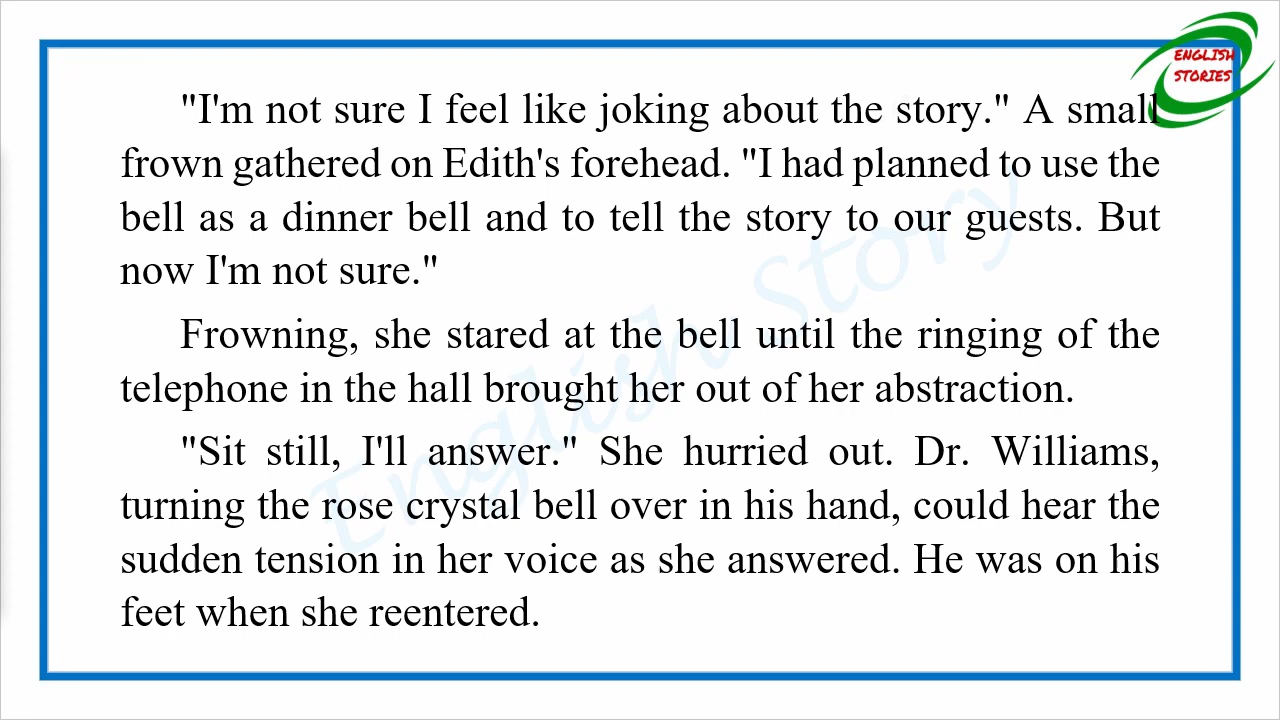 ENGLISH
STORIES
"I'm not sure I feel like joking about the story." A small
frown gathered on Edith's forehead. "I had planned to use the
bell as a dinner bell and to tell the story to our guests. But
now I'm not sure."
Frowning, she stared at the bell until the ringing of the
telephone in the hall brought her out of her abstraction.
"Sit still, I'll answer." She hurried out. Dr. Williams,
turning the rose crystal bell over in his hand, could hear the
sudden tension in her voice as she answered. He was on his
feet when she reentered.
English Story